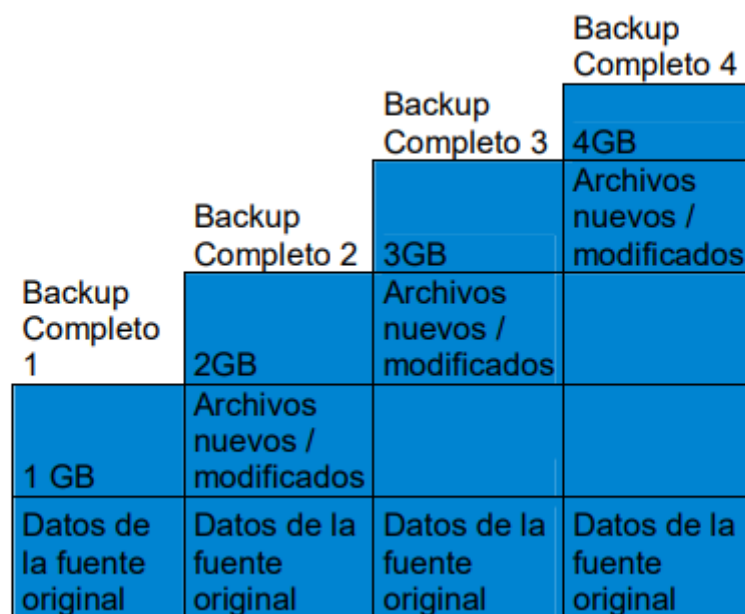 Backup
Completo 4
Backup
Completo 3
4GB
Archivos
nuevos /
modificados
Backup
Completo 2
3GB
Backup
Completo
1
2GB
Archivos
nuevos /
modificados
1 GB
Archivos
nuevos /
modificados
Datos de
la fuente
original
Datos de la
fuente
original
Datos de la
fuente
original
Datos de la
fuente
original